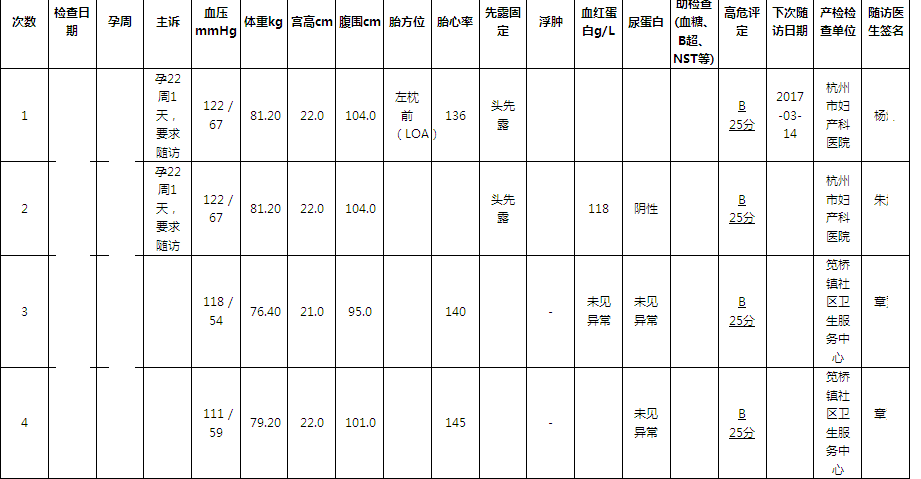 次数 检查日期 孕周 主诉 血压mmHg 体重kg 宫高cm 腹围cm 胎方位 胎心率 先露固定 浮肿 血红蛋白g/L 尿蛋白 助检查(血糖、B超、NST等) 高危评定 下次随访日期 产检检查单位 随访医生签名
1 孕22周1天，要求随访 122 / 67 81.20 22.0 104.0 左枕前（LOA） 136 头先露 B 25分 2017-03-14 杭州市妇产科医院 杨
2 孕22周1天，要求随访 122 / 67 81.20 22.0 104.0 头先露 118 阴性 B 25分 杭州市妇产科医院 朱
3 118 / 54 76.40 21.0 95.0 140 - 未见异常 未见异常 B 25分 笕桥镇社区卫生服务中心 章
4 111 / 59 79.20 22.0 101.0 145 - 未见异常 B 25分 笕桥镇社区卫生服务中心 章